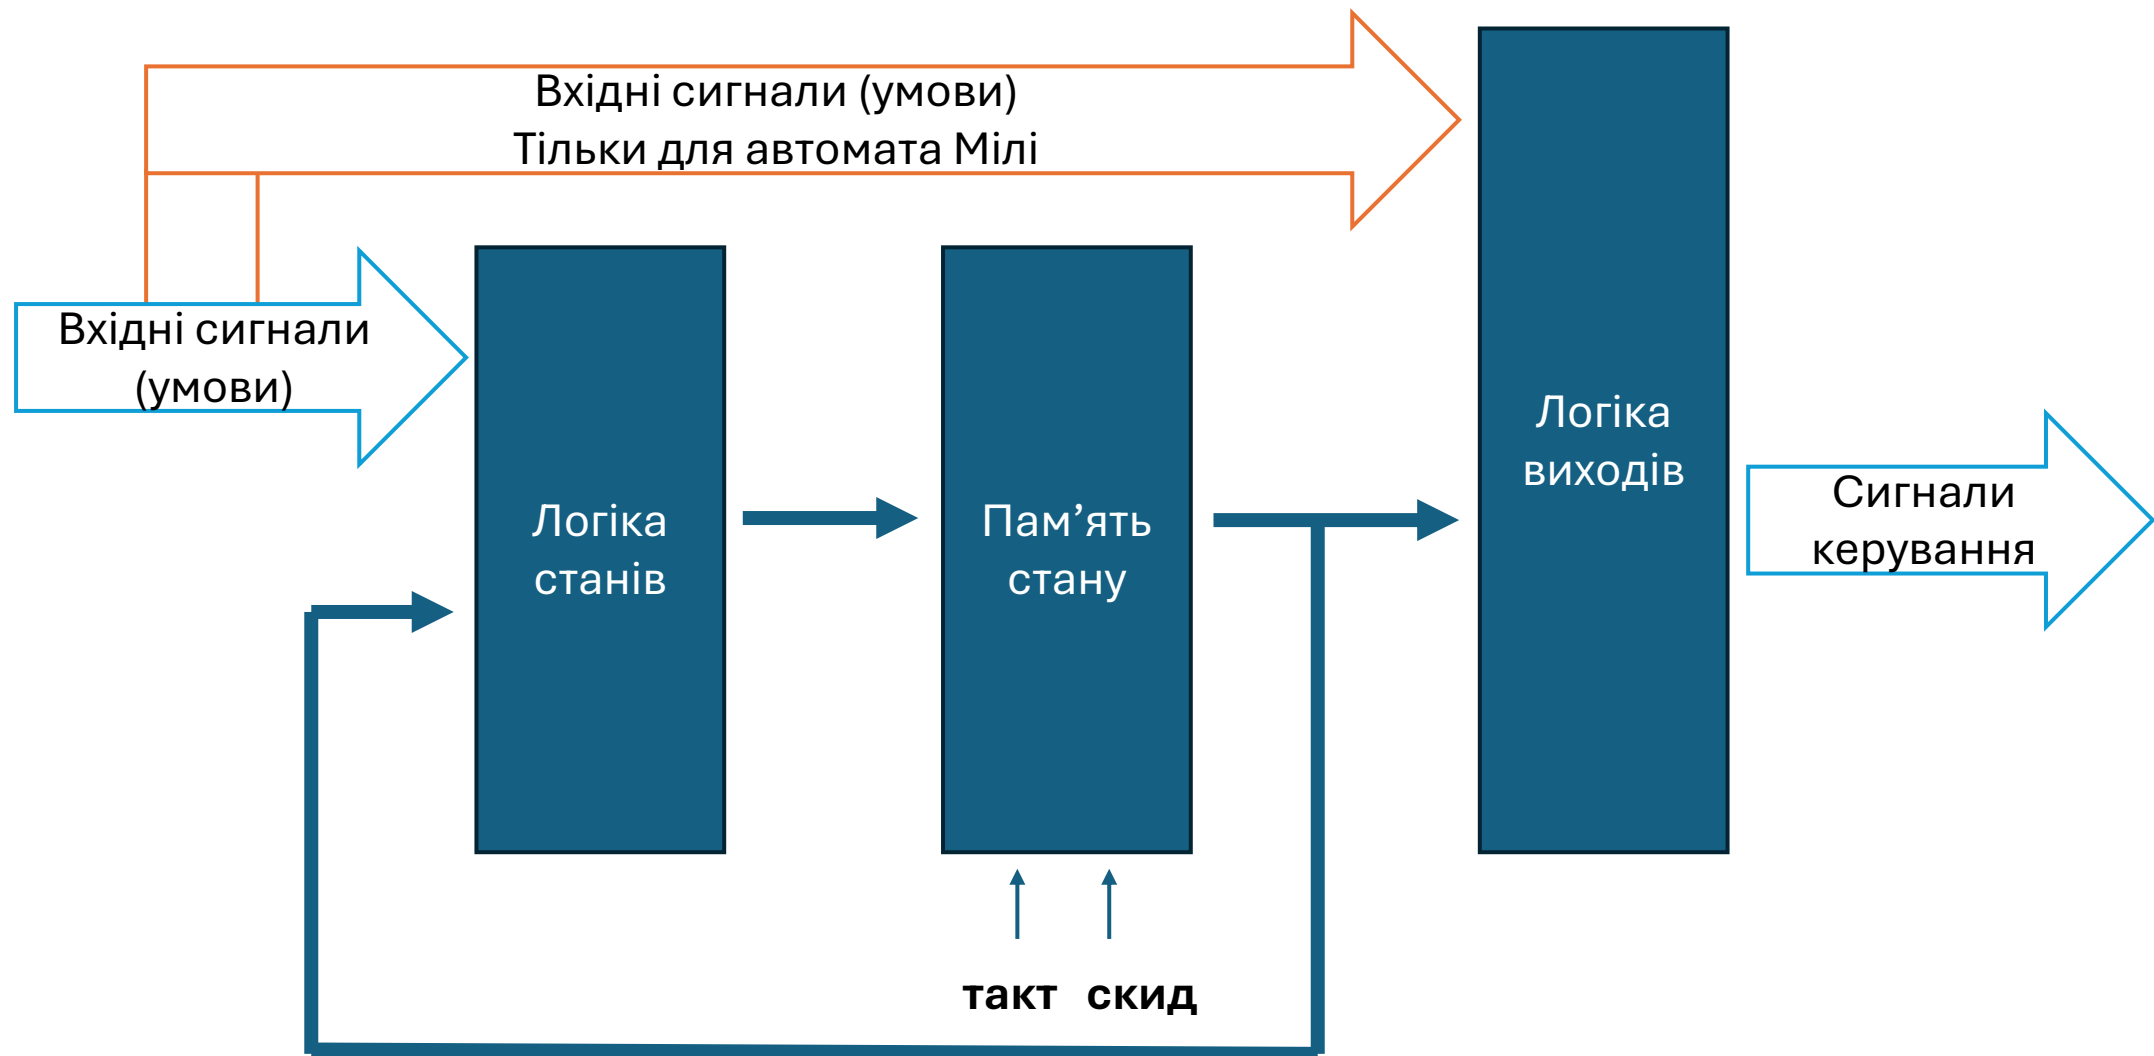 Вхідні сигнали (умови)
Тільки для автомата Мілі
Вхідні сигнали
(умови)
Логіка
станів
Пам’ять
стану
Логіка
виходів
Сигнали
керування
такт скид